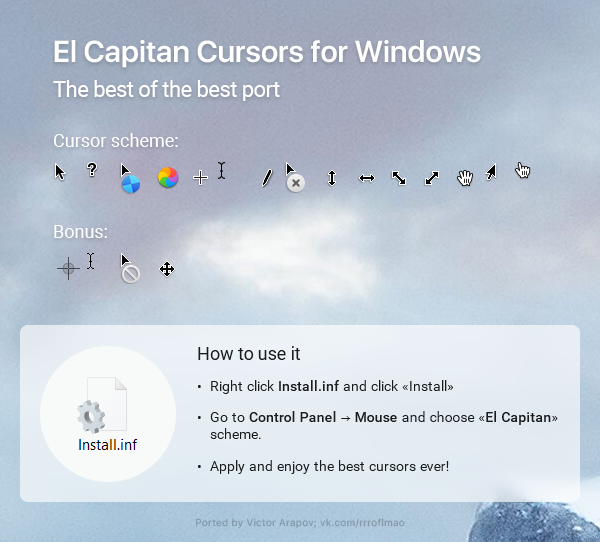 El Capitan Cursors for Windows
The best of the best port
Cursor scheme:
?
Bonus:
How to use it
• Right click Install.inf and click «Install»
• Go to Control Panel → Mouse and choose «El Capitan»
scheme.
• Apply and enjoy the best cursors ever!
Install.inf
Ported by Victor Arapov; vk.com/rrroflmao